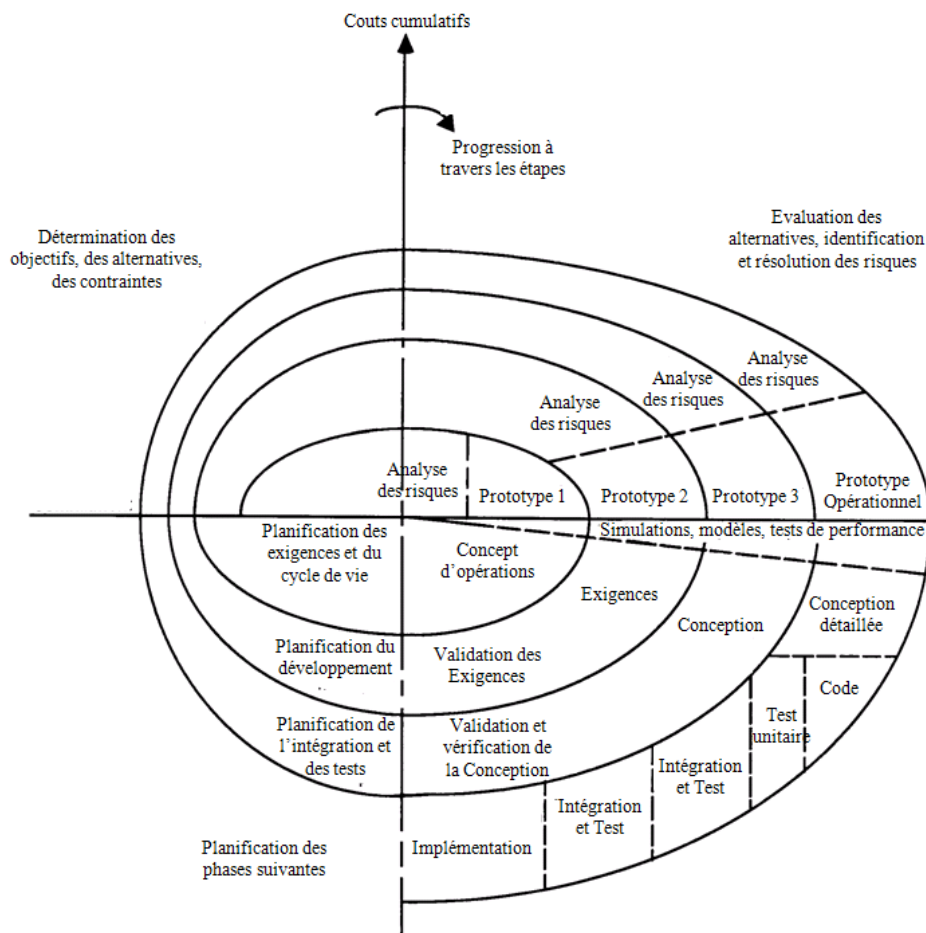 Couts cumulatifs
Progression à
travers les étapes
Détermination des
objectifs, des alternatives,
des contraintes
Evaluation des
alternatives, identification
et résolution des risques
Analyse
des risques
Analyse
des risques
Analyse
des risques
Analyse
des risques
Prototype 1
Prototype 2
Prototype 3
Prototype
Opérationnel
Simulations, modèles, tests de performance
Planification des
exigences et du
cycle de vie
Concept
d’opérations
Exigences
Conception
Conception
détaillée
Planification du
développement
Validation des
Exigences
Code
Test
unitaire
Planification de
l’intégration et
des tests
Validation et
vérification de
la Conception
Intégration
et Test
Intégration
et Test
Implémentation
Planification des
phases suivantes